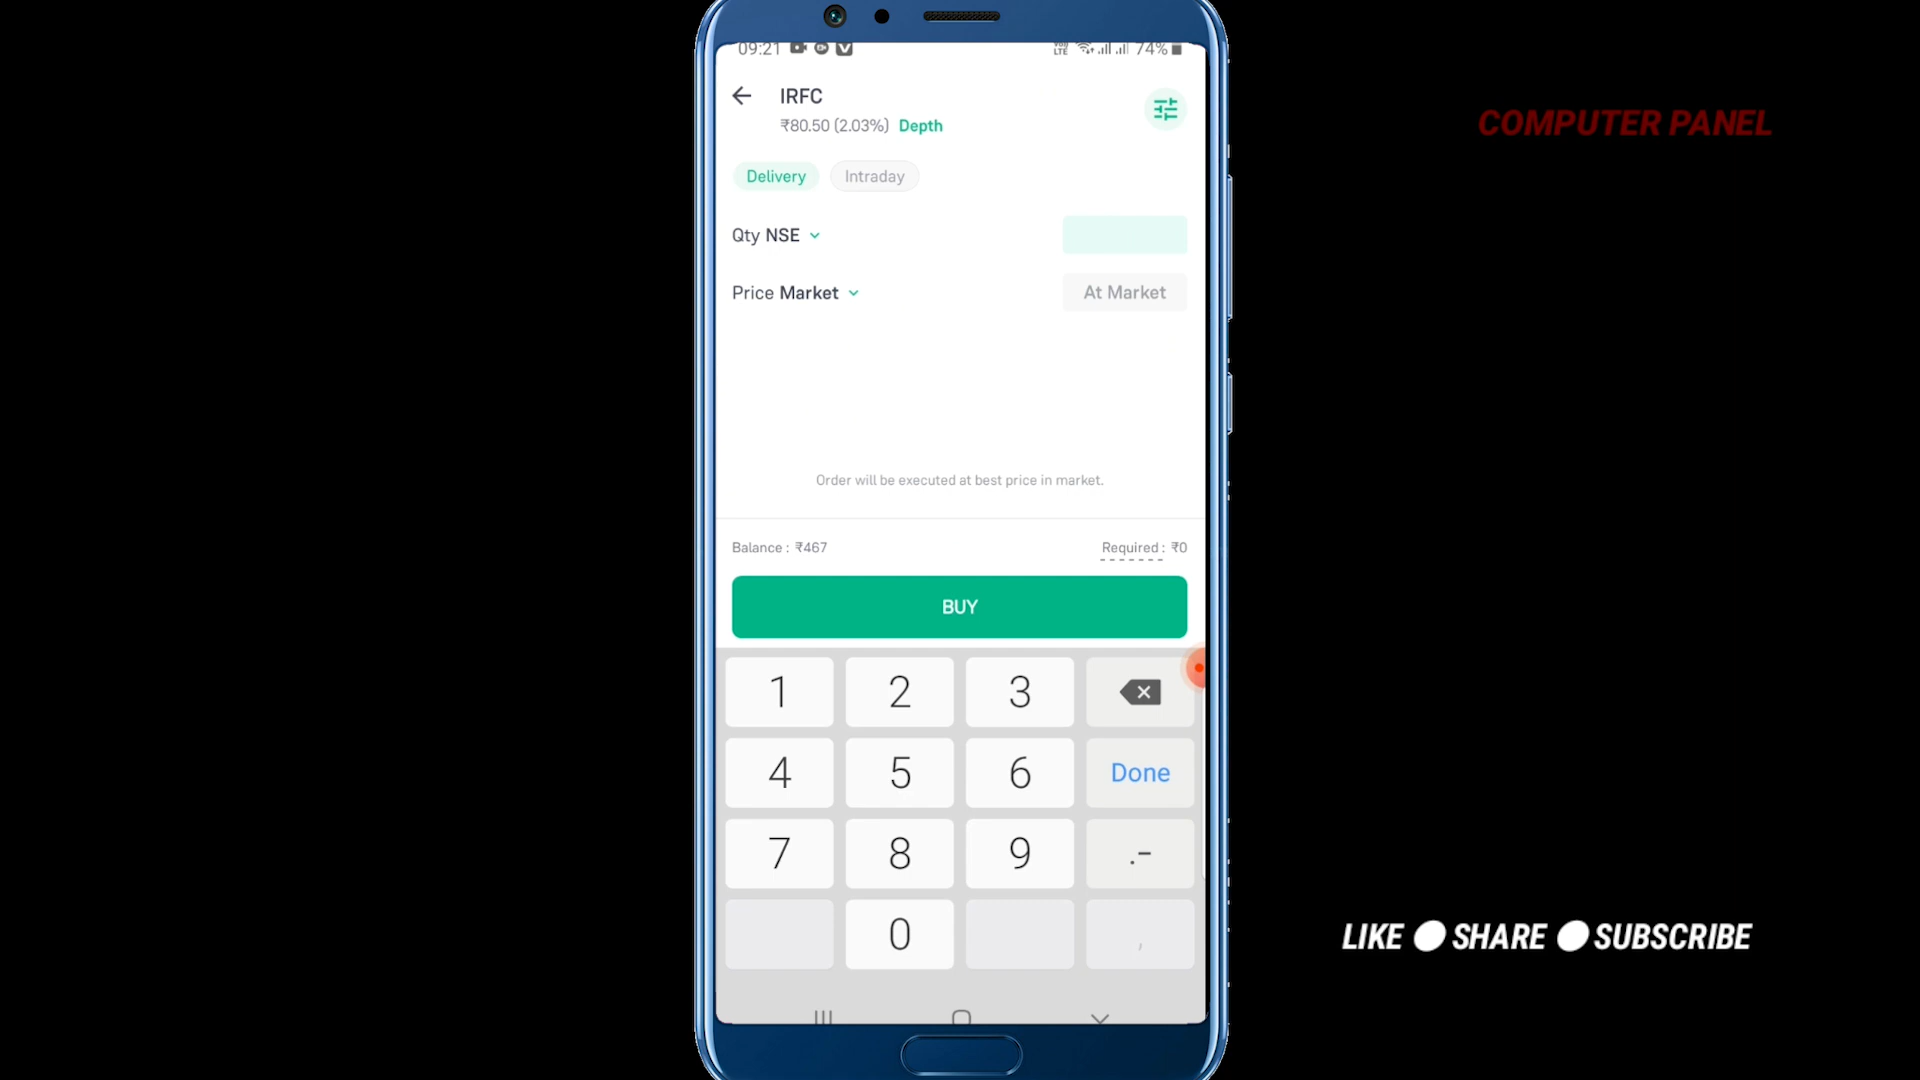 09:21 74%
IRFC
₹80.50 (2.03%) Depth
COMPUTER PANEL
Delivery Intraday
Qty NSE
Price Market At Market
Order will be executed at best price in market.
Balance : ₹467 Required : ₹0
BUY
1 2 3
4 5 6 Done
7 8 9 .-
0 ,
LIKE SHARE SUBSCRIBE